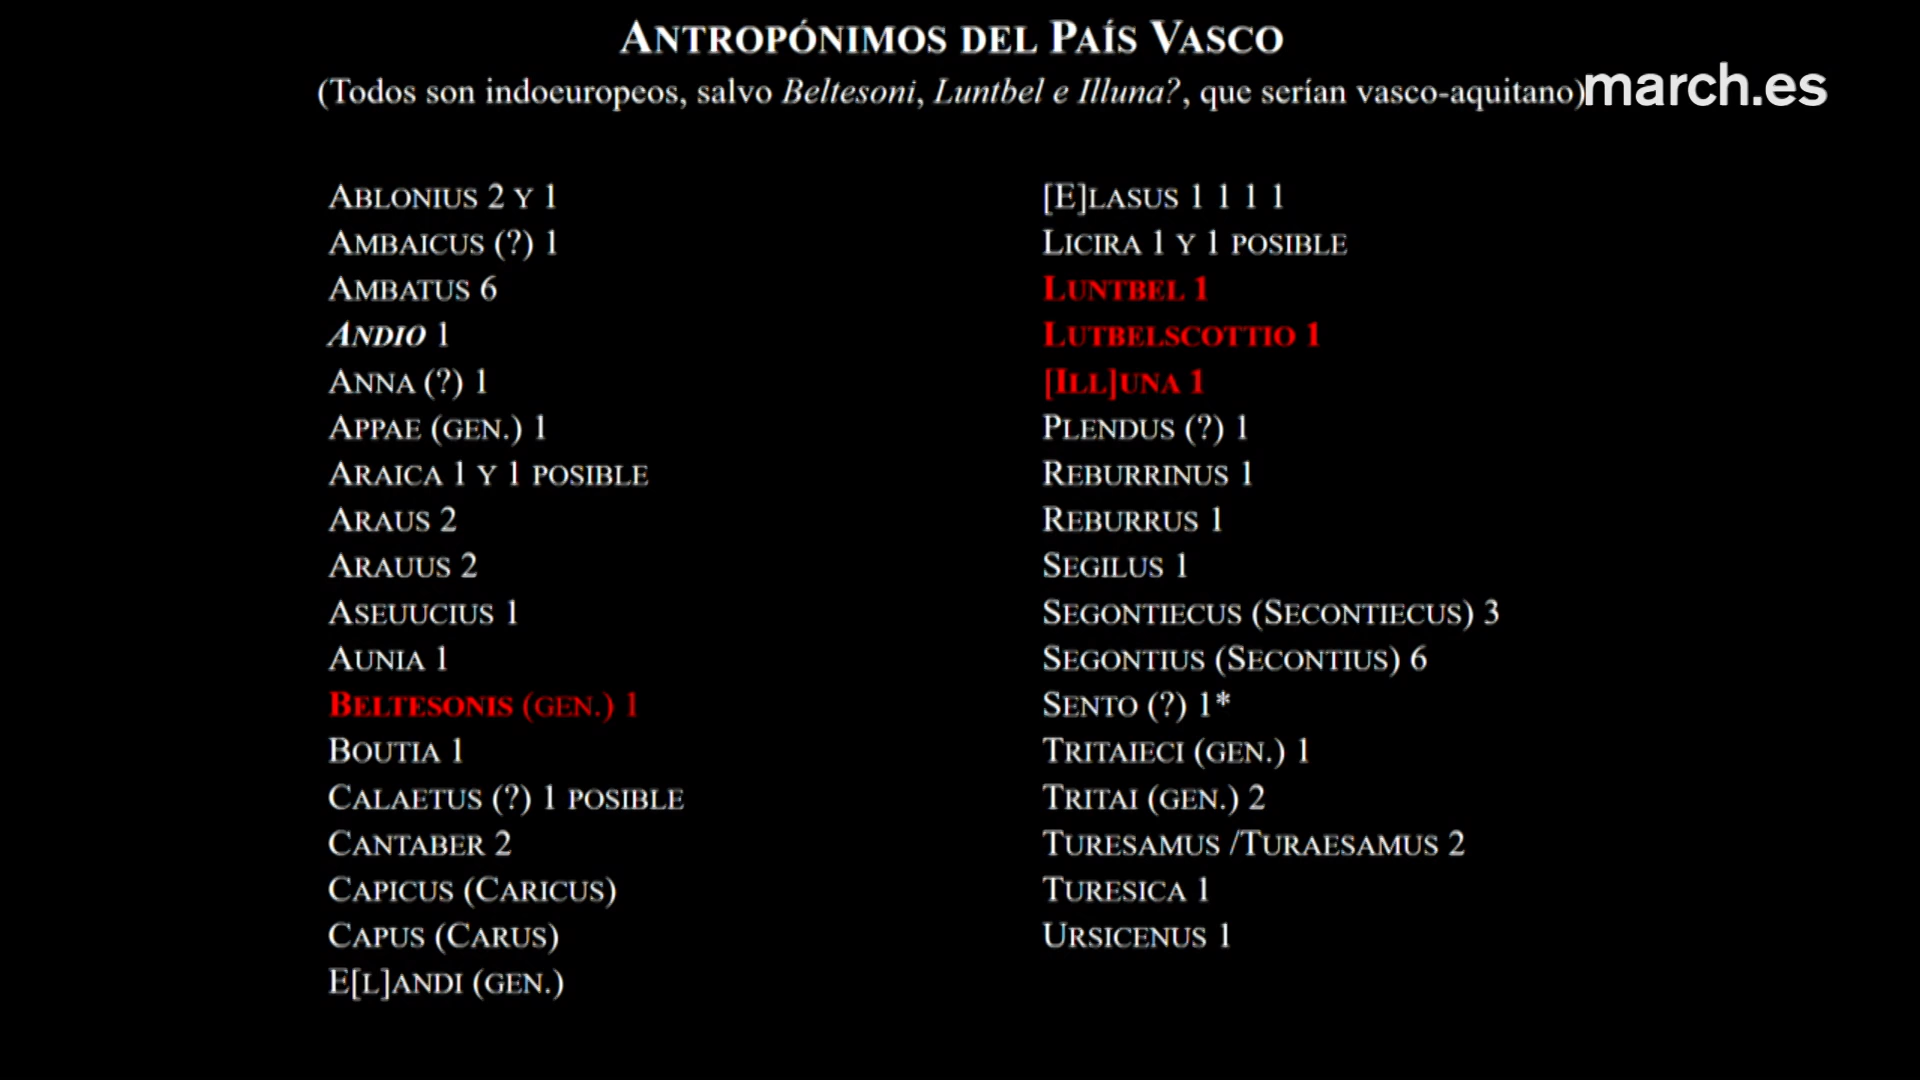 ANTROPÓNIMOS DEL PAÍS VASCO
(Todos son indoeuropeos, salvo Beltesoni, Luntbel e Illuna?, que serían vasco-aquitano)
march.es
ABLONIUS 2 Y 1
AMBAICUS (?) 1
AMBATUS 6
ANDIO 1
ANNA (?) 1
APPAE (GEN.) 1
ARAICA 1 Y 1 POSIBLE
ARAUS 2
ARAUUS 2
ASEUUCIUS 1
AUNIA 1
BELTESONIS (GEN.) 1
BOUTIA 1
CALAETUS (?) 1 POSIBLE
CANTABER 2
CAPICUS (CARICUS)
CAPUS (CARUS)
E[L]ANDI (GEN.)
[E]LASUS 1 1 1 1
LICIRA 1 Y 1 POSIBLE
LUNTBEL 1
LUTBELSCOTTIO 1
[ILL]UNA 1
PLENDUS (?) 1
REBURRINUS 1
REBURRUS 1
SEGILUS 1
SEGONTIECUS (SECONTIECUS) 3
SEGONTIUS (SECONTIUS) 6
SENTO (?) 1*
TRITAIECI (GEN.) 1
TRITAI (GEN.) 2
TURESAMUS /TURAESAMUS 2
TURESICA 1
URSICENUS 1